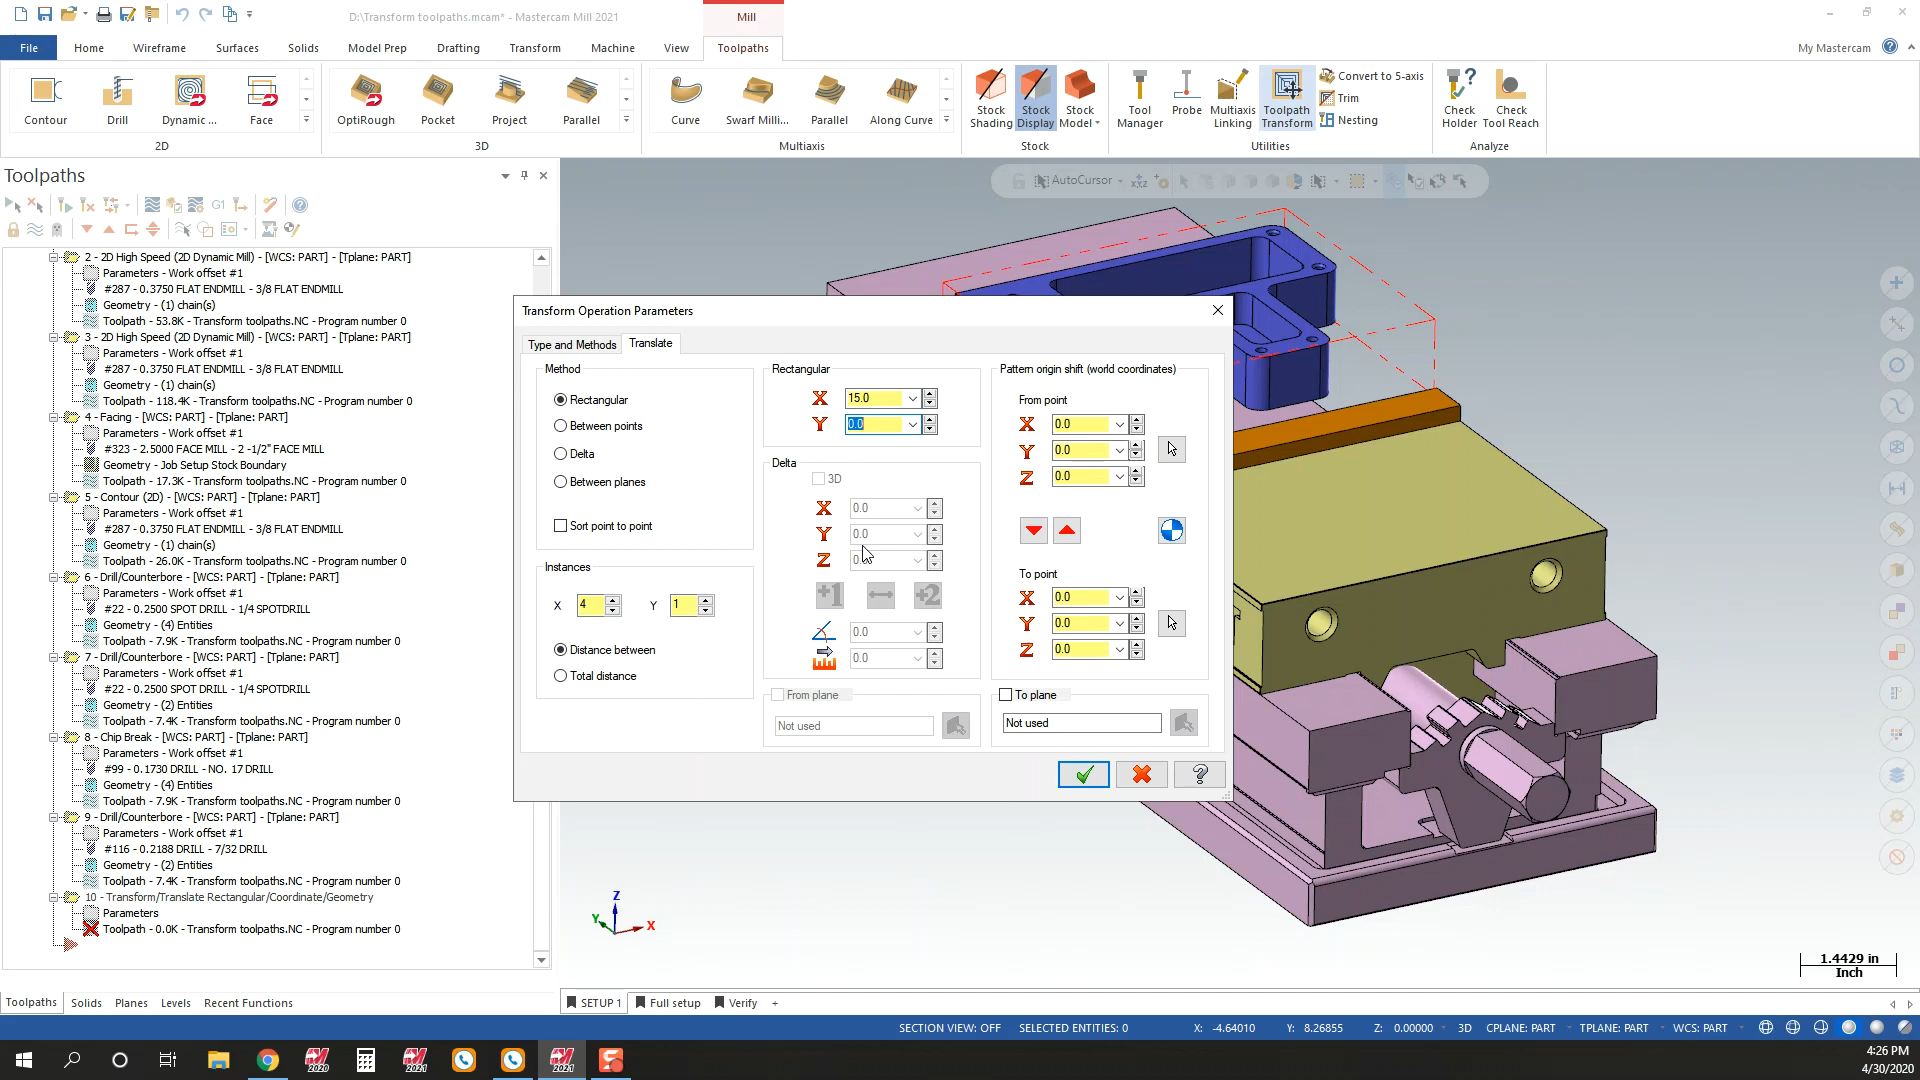 D:\Transform toolpaths.mcam* - Mastercam Mill 2021
Mill
File
Home
Wireframe
Surfaces
Solids
Model Prep
Drafting
Transform
Machine
View
Toolpaths
My Mastercam
Contour
Drill
Dynamic ...
Face
2D
OptiRough
Pocket
Project
Parallel
3D
Curve
Swarf Milli...
Parallel
Along Curve
Multiaxis
Stock Shading
Stock Display
Stock Model
Stock
Tool Manager
Probe
Multiaxis Linking
Toolpath Transform
Convert to 5-axis
Trim
Nesting
Utilities
Check Holder
Check Tool Reach
Analyze
Toolpaths
G1
AutoCursor
2 - 2D High Speed (2D Dynamic Mill) - [WCS: PART] - [Tplane: PART]
Parameters - Work offset #1
#287 - 0.3750 FLAT ENDMILL - 3/8 FLAT ENDMILL
Geometry - (1) chain(s)
Toolpath - 53.8K - Transform toolpaths.NC - Program number 0
3 - 2D High Speed (2D Dynamic Mill) - [WCS: PART] - [Tplane: PART]
Parameters - Work offset #1
#287 - 0.3750 FLAT ENDMILL - 3/8 FLAT ENDMILL
Geometry - (1) chain(s)
Toolpath - 118.4K - Transform toolpaths.NC - Program number 0
4 - Facing - [WCS: PART] - [Tplane: PART]
Parameters - Work offset #1
#323 - 2.5000 FACE MILL - 2 -1/2" FACE MILL
Geometry - Job Setup Stock Boundary
Toolpath - 17.3K - Transform toolpaths.NC - Program number 0
5 - Contour (2D) - [WCS: PART] - [Tplane: PART]
Parameters - Work offset #1
#287 - 0.3750 FLAT ENDMILL - 3/8 FLAT ENDMILL
Geometry - (1) chain(s)
Toolpath - 26.0K - Transform toolpaths.NC - Program number 0
6 - Drill/Counterbore - [WCS: PART] - [Tplane: PART]
Parameters - Work offset #1
#22 - 0.2500 SPOT DRILL - 1/4 SPOTDRILL
Geometry - (4) Entities
Toolpath - 7.9K - Transform toolpaths.NC - Program number 0
7 - Drill/Counterbore - [WCS: PART] - [Tplane: PART]
Parameters - Work offset #1
#22 - 0.2500 SPOT DRILL - 1/4 SPOTDRILL
Geometry - (2) Entities
Toolpath - 7.4K - Transform toolpaths.NC - Program number 0
8 - Chip Break - [WCS: PART] - [Tplane: PART]
Parameters - Work offset #1
#99 - 0.1730 DRILL - NO. 17 DRILL
Geometry - (4) Entities
Toolpath - 7.9K - Transform toolpaths.NC - Program number 0
9 - Drill/Counterbore - [WCS: PART] - [Tplane: PART]
Parameters - Work offset #1
#116 - 0.2188 DRILL - 7/32 DRILL
Geometry - (2) Entities
Toolpath - 7.4K - Transform toolpaths.NC - Program number 0
10 - Transform/Translate Rectangular/Coordinate/Geometry
Parameters
Toolpath - 0.0K - Transform toolpaths.NC - Program number 0
Transform Operation Parameters
Type and Methods
Translate
Method
Rectangular
Between points
Delta
Between planes
Sort point to point
Instances
X 4 Y 1
Distance between
Total distance
Rectangular
X 15.0
Y 0.0
Delta
3D
X 0.0
Y 0.0
Z
+1 +2
0.0
0.0
From plane
Not used
Pattern origin shift (world coordinates)
From point
X 0.0
Y 0.0
Z 0.0
To point
X 0.0
Y 0.0
Z 0.0
To plane
Not used
Z
Y
X
1.4429 in
Inch
Toolpaths
Solids
Planes
Levels
Recent Functions
SETUP 1
Full setup
Verify
+
SECTION VIEW: OFF
SELECTED ENTITIES: 0
X: -4.64010
Y: 8.26855
Z: 0.00000
3D
CPLANE: PART
TPLANE: PART
WCS: PART
2020
2021
2021
4:26 PM
4/30/2020